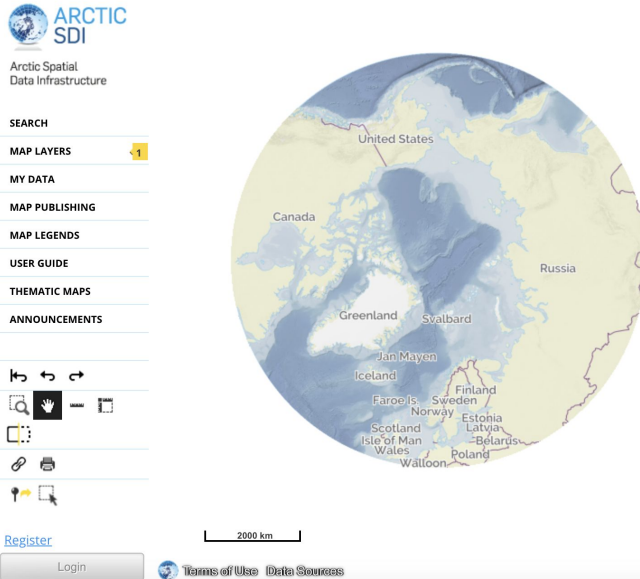 ARCTIC
SDI
Arctic Spatial
Data Infrastructure
SEARCH
MAP LAYERS 1
MY DATA
MAP PUBLISHING
MAP LEGENDS
USER GUIDE
THEMATIC MAPS
ANNOUNCEMENTS
Register
Login
United States
Canada
Russia
Greenland
Svalbard
Jan Mayen
Iceland
Finland
Faroe Is.
Sweden
Norway
Estonia
Scotland
Latvia
Isle of Man
Belarus
Wales
Poland
Walloon
2000 km
Terms of Use Data Sources